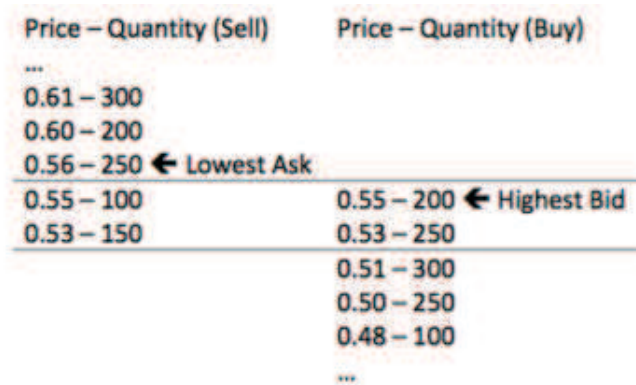 Price – Quantity (Sell) Price – Quantity (Buy)
...
0.61 – 300
0.60 – 200
0.56 – 250 🡸 Lowest Ask
0.55 – 100 0.55 – 200 🡸 Highest Bid
0.53 – 150 0.53 – 250
0.51 – 300
0.50 – 250
0.48 – 100
...